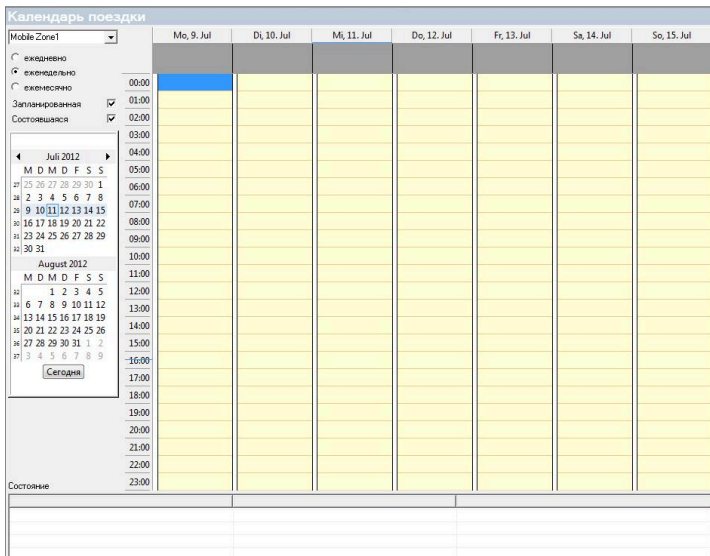 Календарь поездки
Mobile Zone1
Mo, 9. Jul Di, 10. Jul Mi, 11. Jul Do, 12. Jul Fr, 13. Jul Sa, 14. Jul So, 15. Jul
ежедневно
еженедельно
ежемесячно
Запланированная
Состоявшаяся
Juli 2012
M D M D F S S
27 25 26 27 28 29 30 1
28 2 3 4 5 6 7 8
29 9 10 11 12 13 14 15
30 16 17 18 19 20 21 22
31 23 24 25 26 27 28 29
32 30 31
August 2012
M D M D F S S
32 1 2 3 4 5
33 6 7 8 9 10 11 12
34 13 14 15 16 17 18 19
35 20 21 22 23 24 25 26
36 27 28 29 30 31 1 2
37 3 4 5 6 7 8 9
Сегодня
00:00
01:00
02:00
03:00
04:00
05:00
06:00
07:00
08:00
09:00
10:00
11:00
12:00
13:00
14:00
15:00
16:00
17:00
18:00
19:00
20:00
21:00
22:00
23:00
Состояние